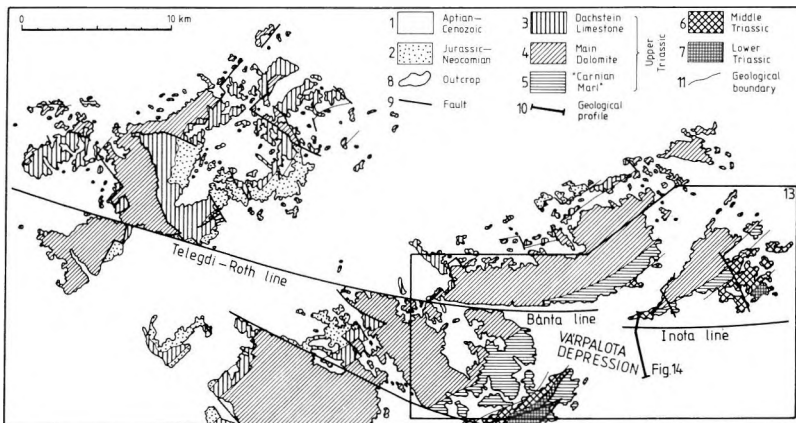 0 10 km
1 Aptian—
Cenozoic
2 Jurassic—
Neocomian
8 Outcrop
9 Fault
3 Dachstein
Limestone
4 Main
Dolomite
5 "Carnian
Marl"
Upper
Triassic
10 Geological
profile
6 Middle
Triassic
7 Lower
Triassic
11 Geological
boundary
13
Telegdi—Roth line
Bánta line
Inota line
VÁRPALOTA
DEPRESSION
Fig.14